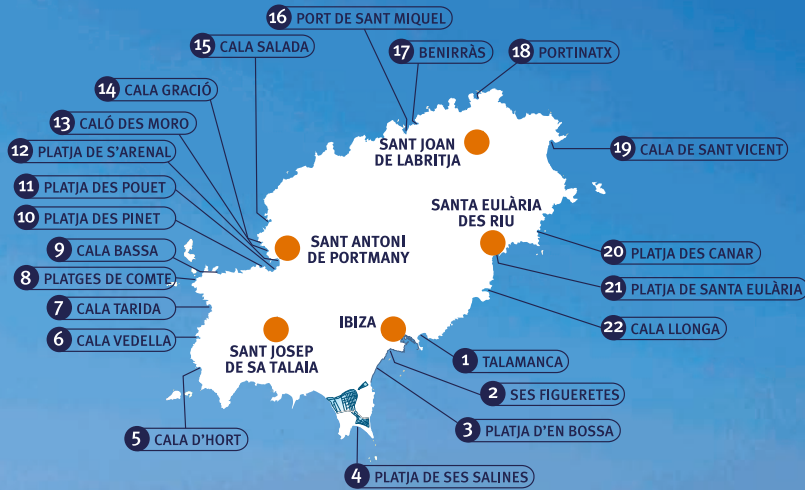 16 PORT DE SANT MIQUEL
15 CALA SALADA
17 BENIRRÀS
18 PORTINATX
14 CALA GRACIÓ
13 CALÓ DES MORO
12 PLATJA DE S'ARENAL
11 PLATJA DES POUET
10 PLATJA DES PINET
9 CALA BASSA
8 PLATGES DE COMTE
7 CALA TARIDA
6 CALA VEDELLA
5 CALA D'HORT
SANT JOAN
DE LABRITJA
19 CALA DE SANT VICENT
SANTA EULÀRIA
DES RIU
SANT ANTONI
DE PORTMANY
20 PLATJA DES CANAR
21 PLATJA DE SANTA EULÀRIA
22 CALA LLONGA
IBIZA
SANT JOSEP
DE SA TALAIA
1 TALAMANCA
2 SES FIGUERETES
3 PLATJA D'EN BOSSA
4 PLATJA DE SES SALINES